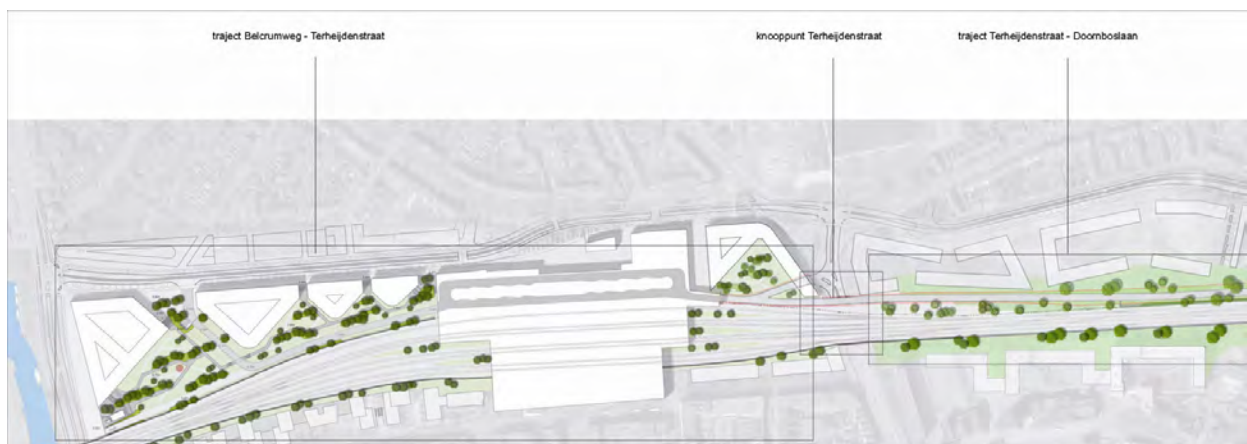 traject Belcrumweg - Terheijdenstraat
knooppunt Terheijdenstraat
traject Terheijdenstraat - Doornboslaan